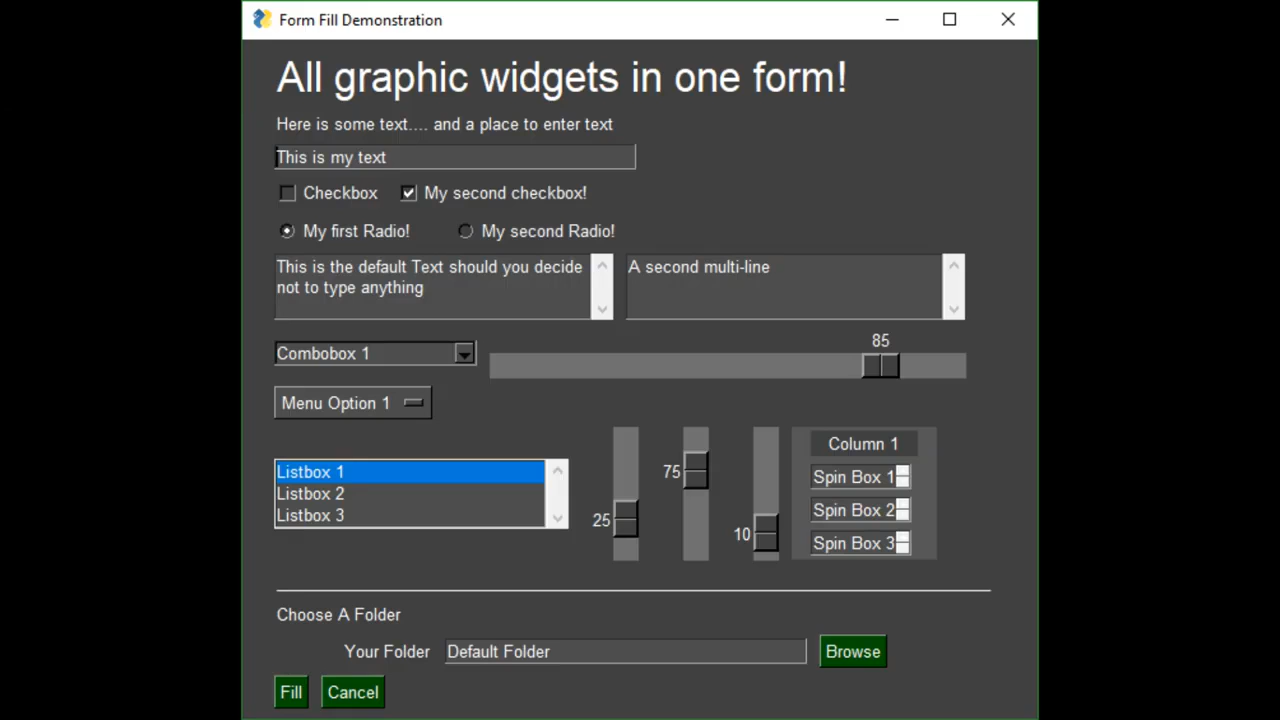 Form Fill Demonstration
All graphic widgets in one form!
Here is some text.... and a place to enter text
This is my text
Checkbox My second checkbox!
My first Radio! My second Radio!
This is the default Text should you decide
not to type anything
A second multi-line
85
Combobox 1
Menu Option 1
Listbox 1
Listbox 2
Listbox 3
25
75
10
Column 1
Spin Box 1
Spin Box 2
Spin Box 3
Choose A Folder
Your Folder Default Folder Browse
Fill Cancel